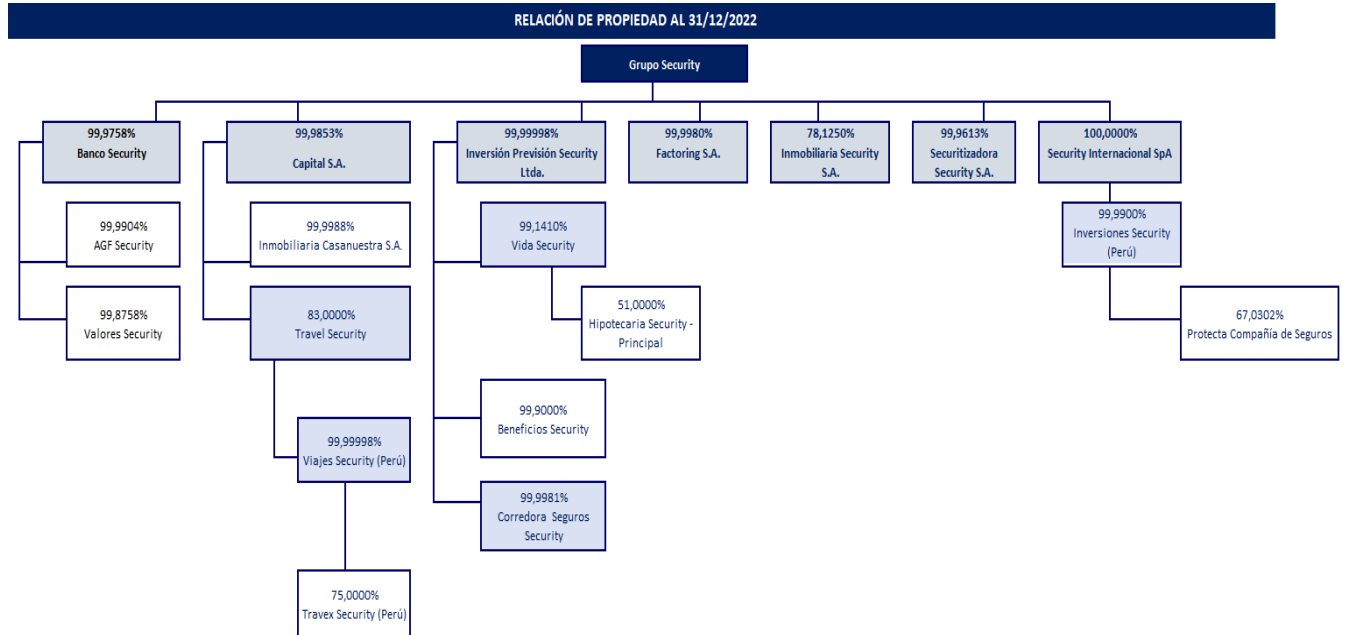 RELACIÓN DE PROPIEDAD AL 31/12/2022
Grupo Security
99,9758%
Banco Security
99,9853%
Capital S.A.
99,99998%
Inversión Previsión Security
Ltda.
99,9980%
Factoring S.A.
78,1250%
Inmobiliaria Security
S.A.
99,9613%
Securitizadora
Security S.A.
100,0000%
Security Internacional SpA
99,9904%
AGF Security
99,9988%
Inmobiliaria Casanuestra S.A.
99,1410%
Vida Security
99,9900%
Inversiones Security
(Perú)
99,8758%
Valores Security
83,0000%
Travel Security
51,0000%
Hipotecaria Security -
Principal
67,0302%
Protecta Compañía de Seguros
99,9000%
Beneficios Security
99,99998%
Viajes Security (Perú)
99,9981%
Corredora Seguros
Security
75,0000%
Travex Security (Perú)